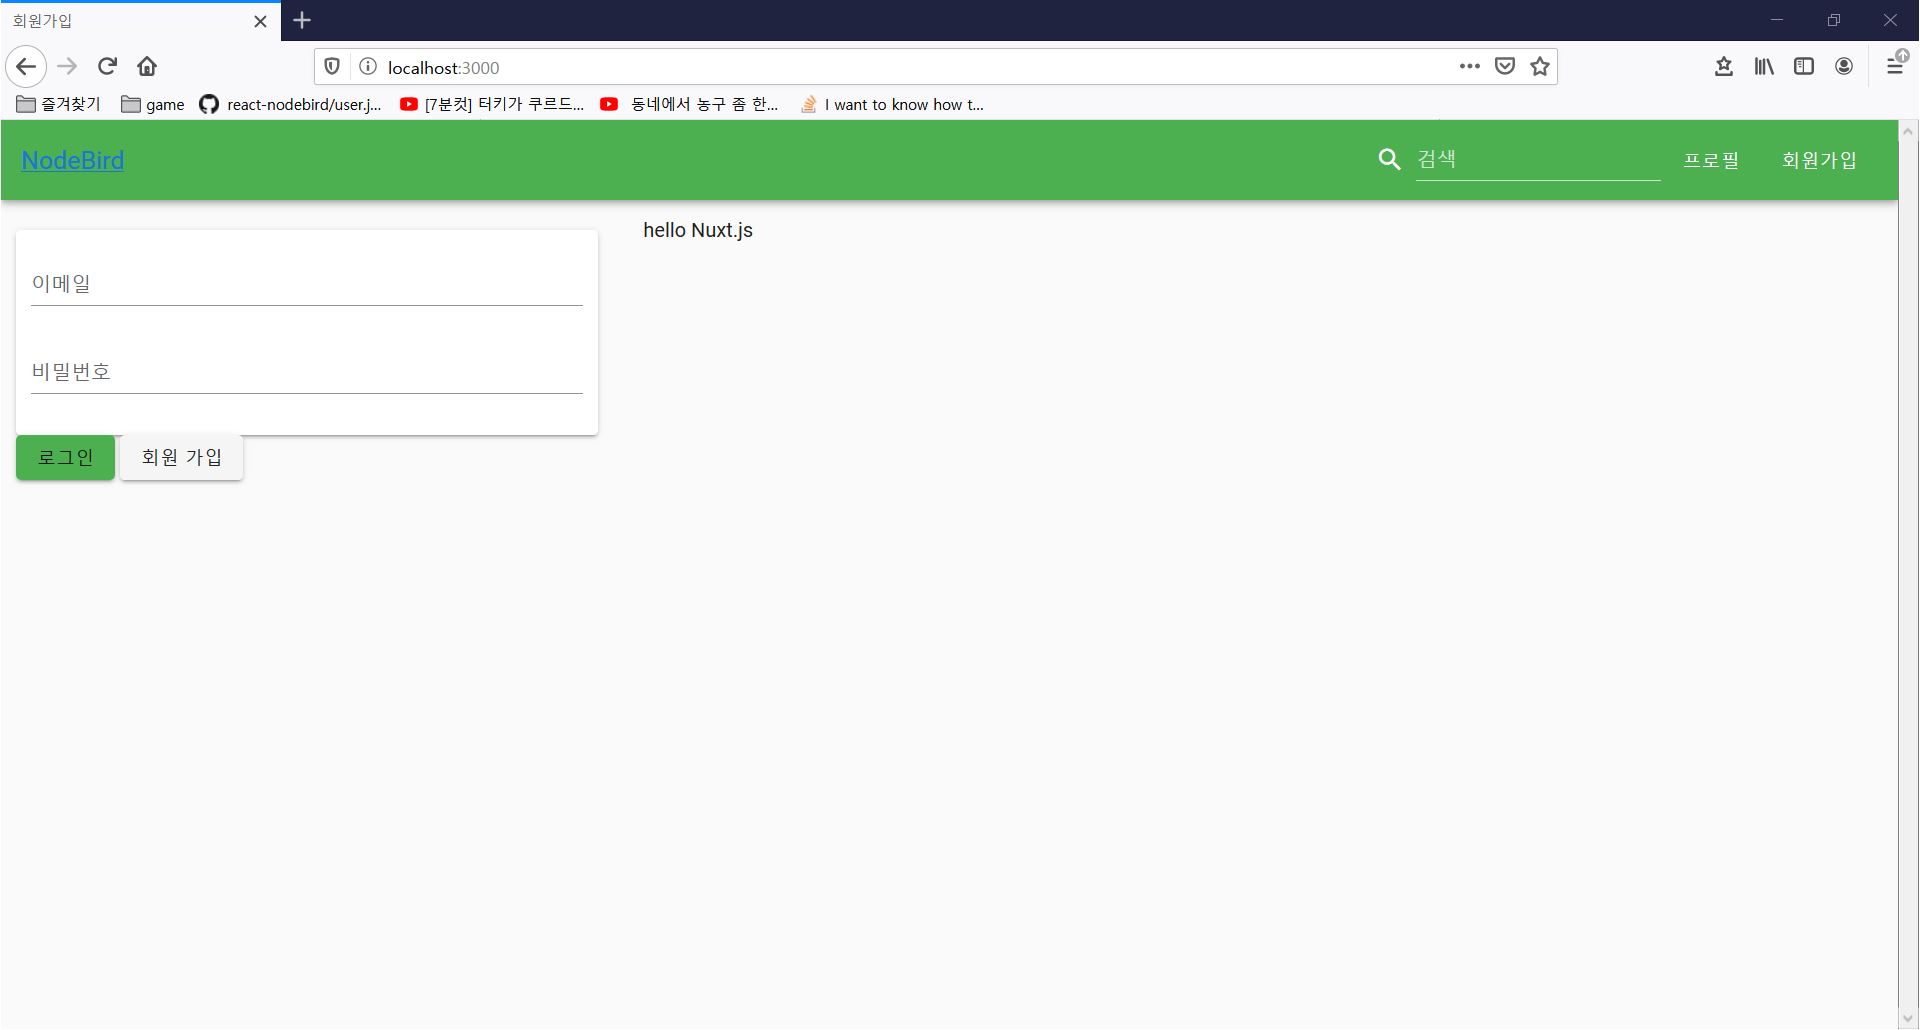 회원가입
localhost:3000
즐겨찾기 game react-nodebird/user.j... [7분컷] 터키가 쿠르드... 동네에서 농구 좀 한... I want to know how t...
NodeBird 검색 프로필 회원가입
hello Nuxt.js
이메일
비밀번호
로그인 회원 가입